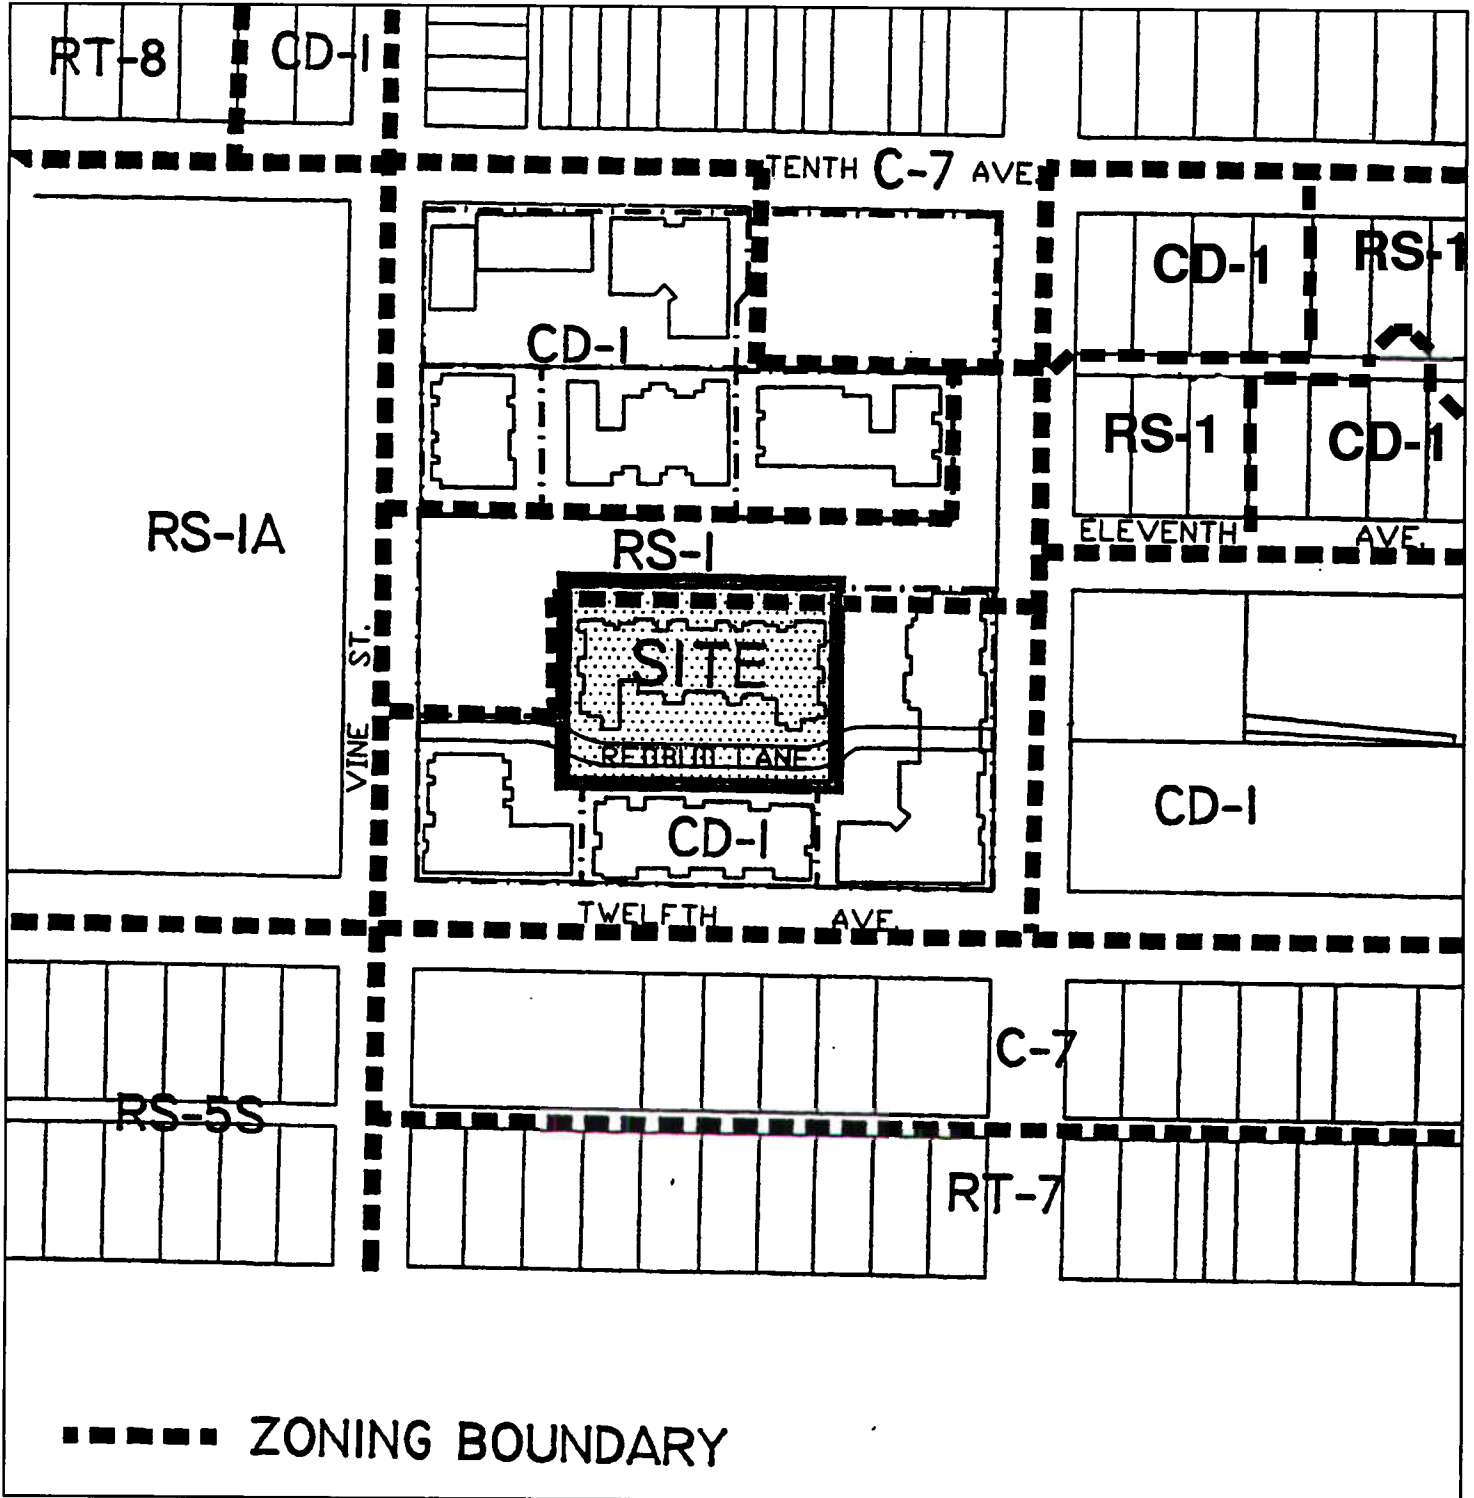 RT-8 CD-1
TENTH C-7 AVE.
CD-1 RS-1
CD-1
RS-1 CD-1
RS-1A
ELEVENTH AVE.
RS-1
SITE
VINE ST.
REDBUD LANE
CD-1
CD-1
TWELFTH AVE.
C-7
RS-5S
RT-7
ZONING BOUNDARY